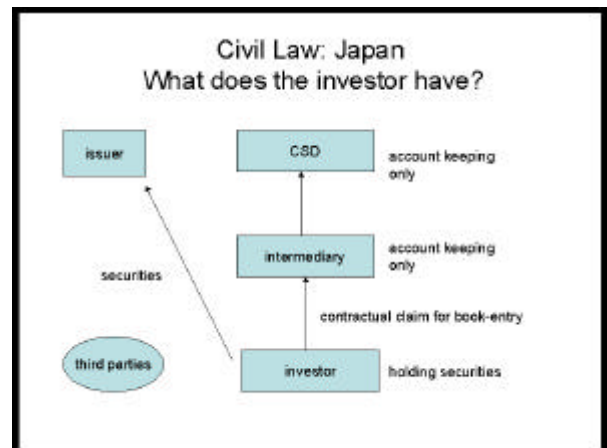 Civil Law: Japan
What does the investor have?
issuer
CSD
account keeping
only
intermediary
account keeping
only
securities
contractual claim for book-entry
third parties
investor
holding securities